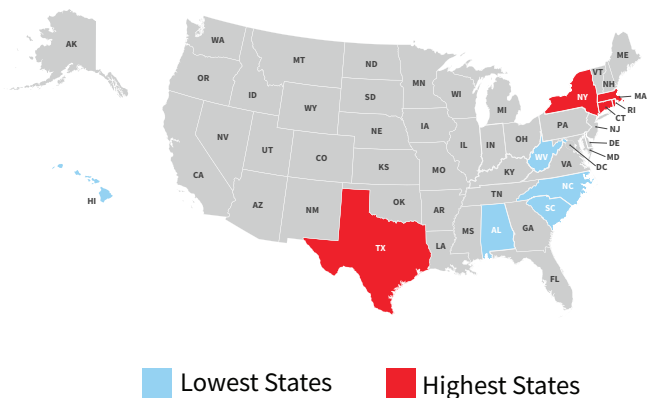 AK
WA
MT
ND
MN
ME
VT
NH
OR
ID
WY
SD
WI
MI
NY
MA
RI
CT
NJ
PA
DE
MD
DC
NV
UT
CO
NE
IA
IL
IN
OH
WV
VA
CA
KS
MO
KY
NC
TN
SC
AZ
NM
OK
AR
MS
AL
GA
HI
TX
LA
FL
Lowest States
Highest States